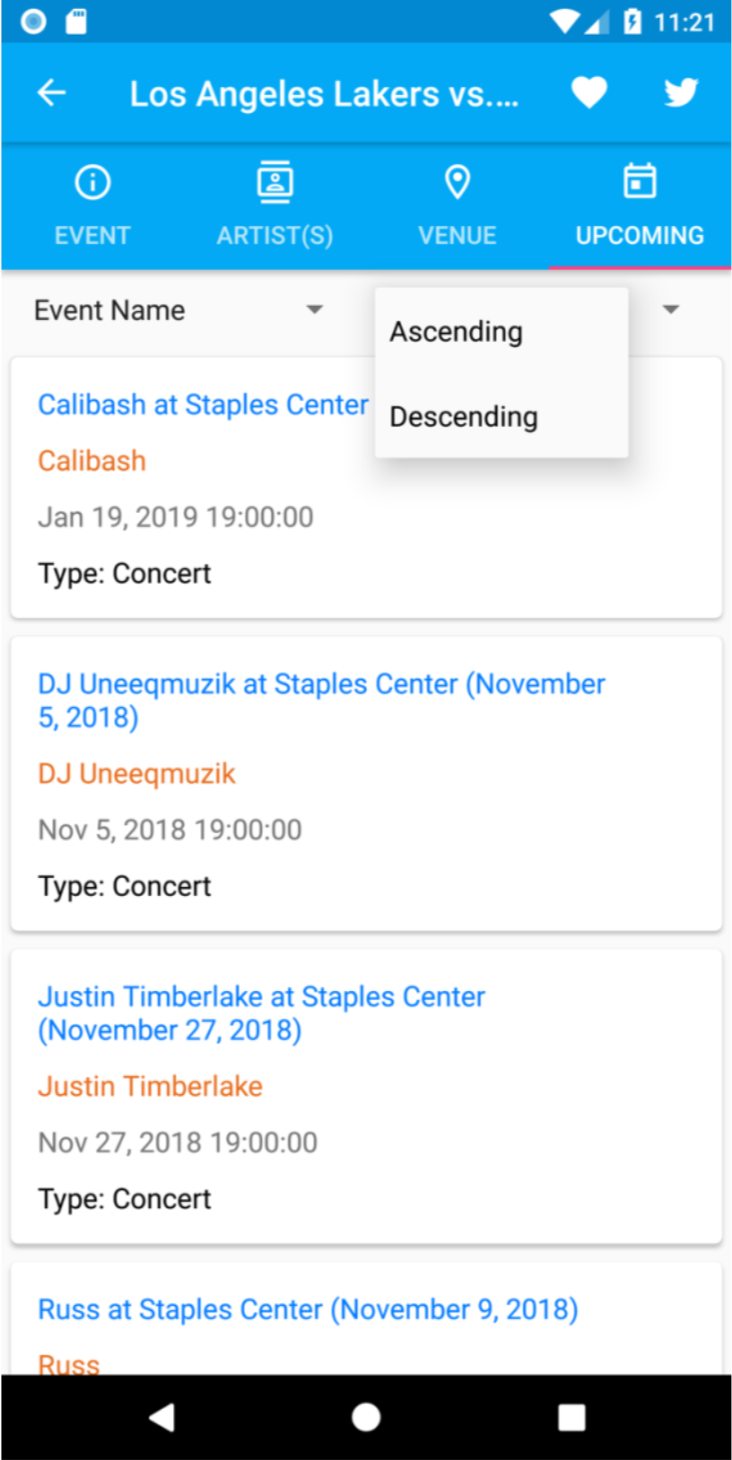 11:21
Los Angeles Lakers vs....
EVENT
ARTIST(S)
VENUE
UPCOMING
Event Name
Ascending
Descending
Calibash at Staples Center
Calibash
Jan 19, 2019 19:00:00
Type: Concert
DJ Uneeqmuzik at Staples Center (November
5, 2018)
DJ Uneeqmuzik
Nov 5, 2018 19:00:00
Type: Concert
Justin Timberlake at Staples Center
(November 27, 2018)
Justin Timberlake
Nov 27, 2018 19:00:00
Type: Concert
Russ at Staples Center (November 9, 2018)
Russ